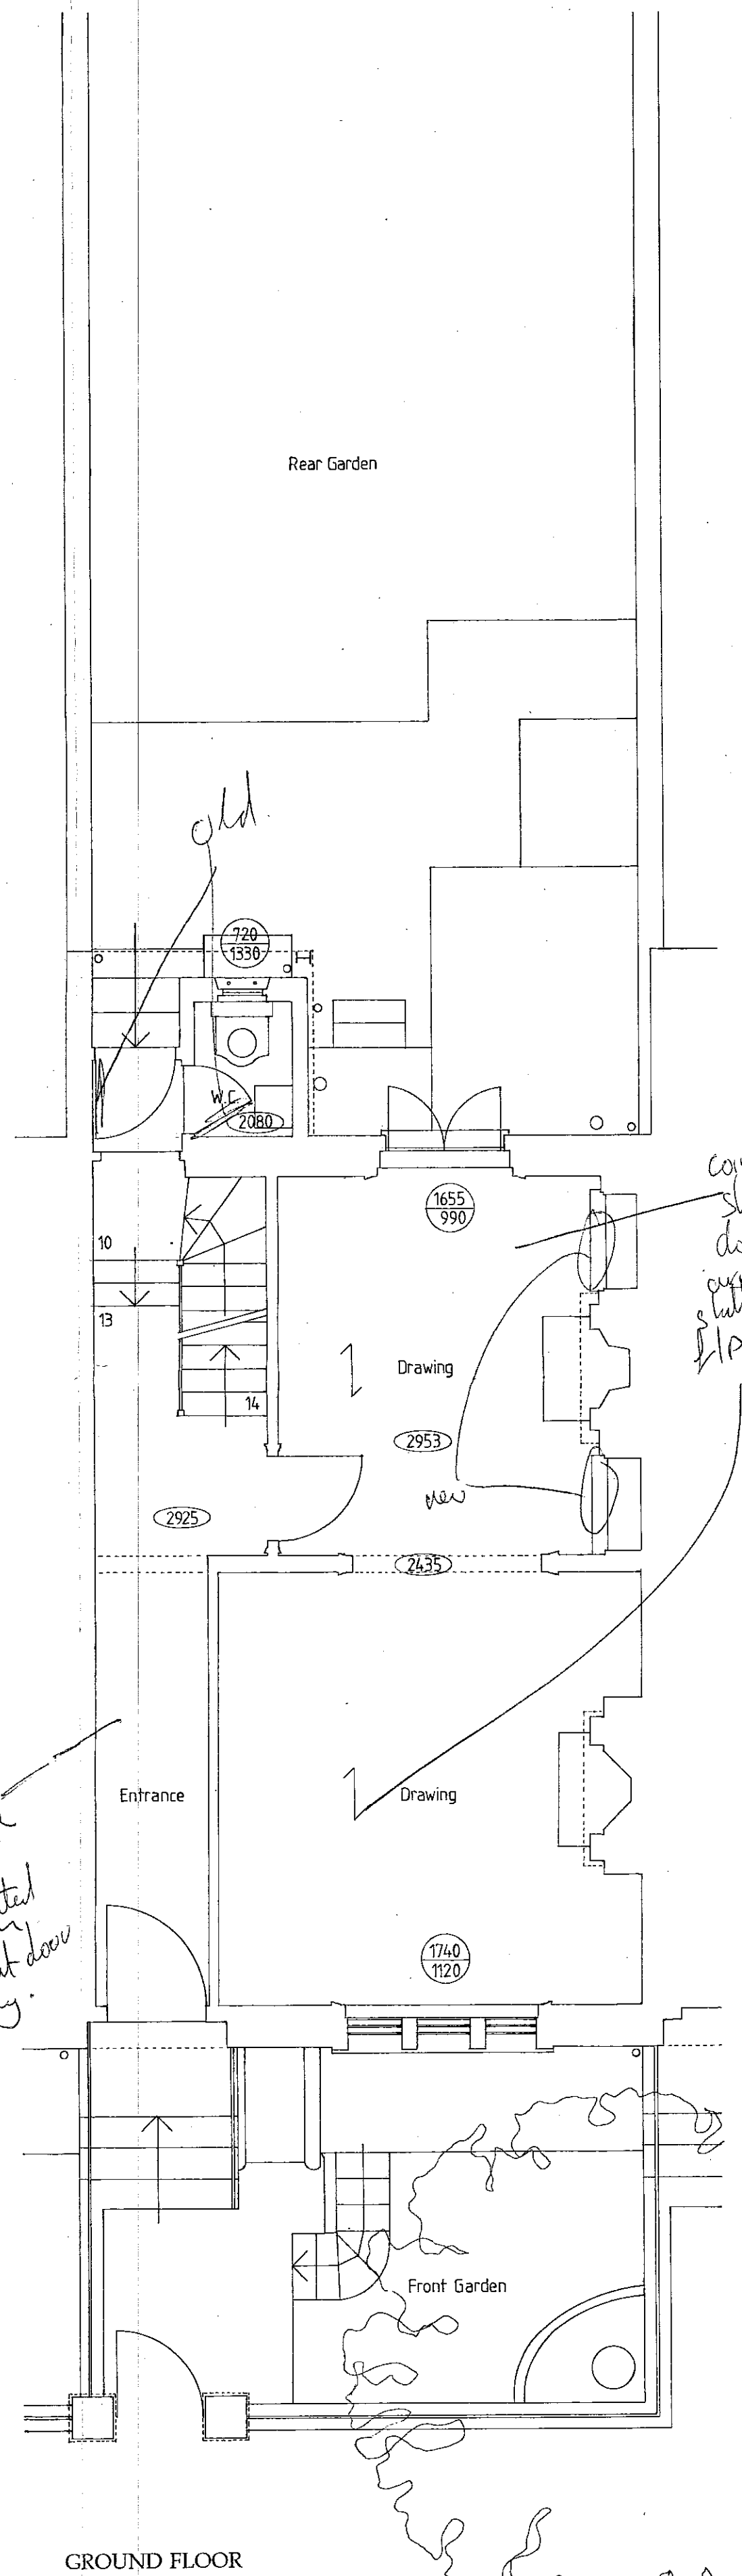 Rear Garden
old.
720
1330
W.C.
2080
1655
990
10
13
14
Drawing
2953
new
2925
2435
Entrance
Drawing
1740
1120
Front Garden
GROUND FLOOR